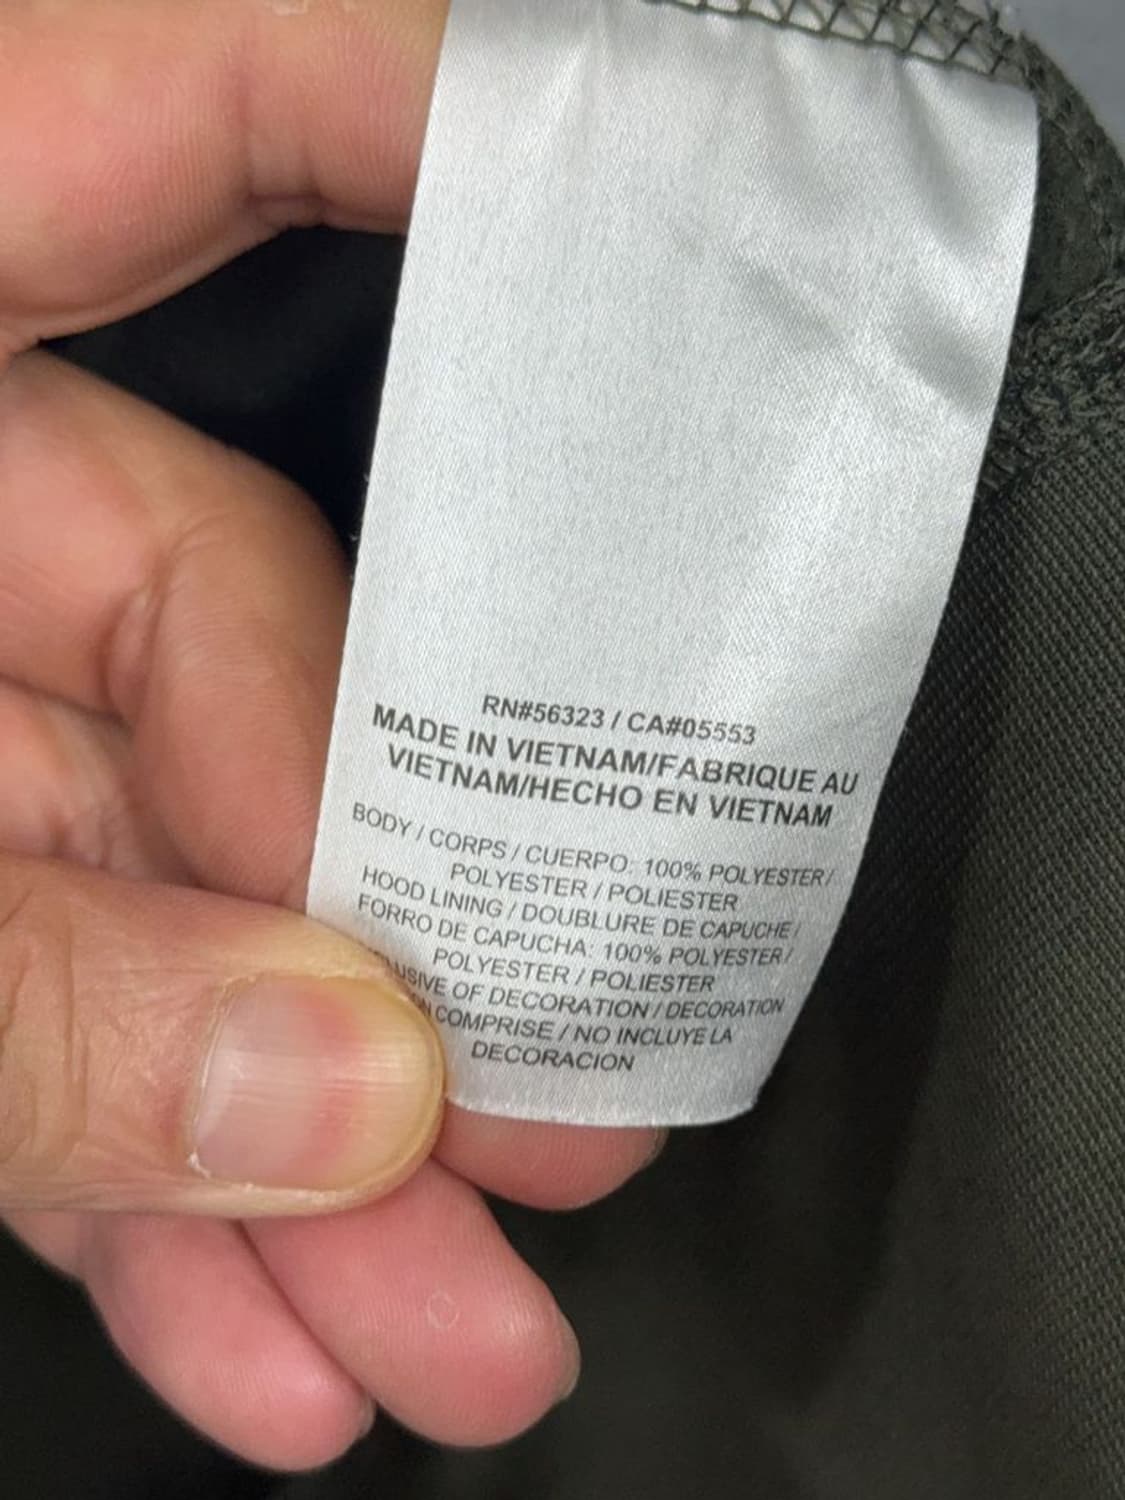 RN#56323 / CA#05553
MADE IN VIETNAM/FABRIQUE AU
VIETNAM/HECHO EN VIETNAM
BODY / CORPS / CUERPO: 100% POLYESTER /
POLYESTER / POLIESTER
HOOD LINING / DOUBLURE DE CAPUCHE /
FORRO DE CAPUCHA: 100% POLYESTER /
POLYESTER / POLIESTER
OF DECORATION / DECORATION
COMPRISE / NO INCLUYE LA
DECORACION